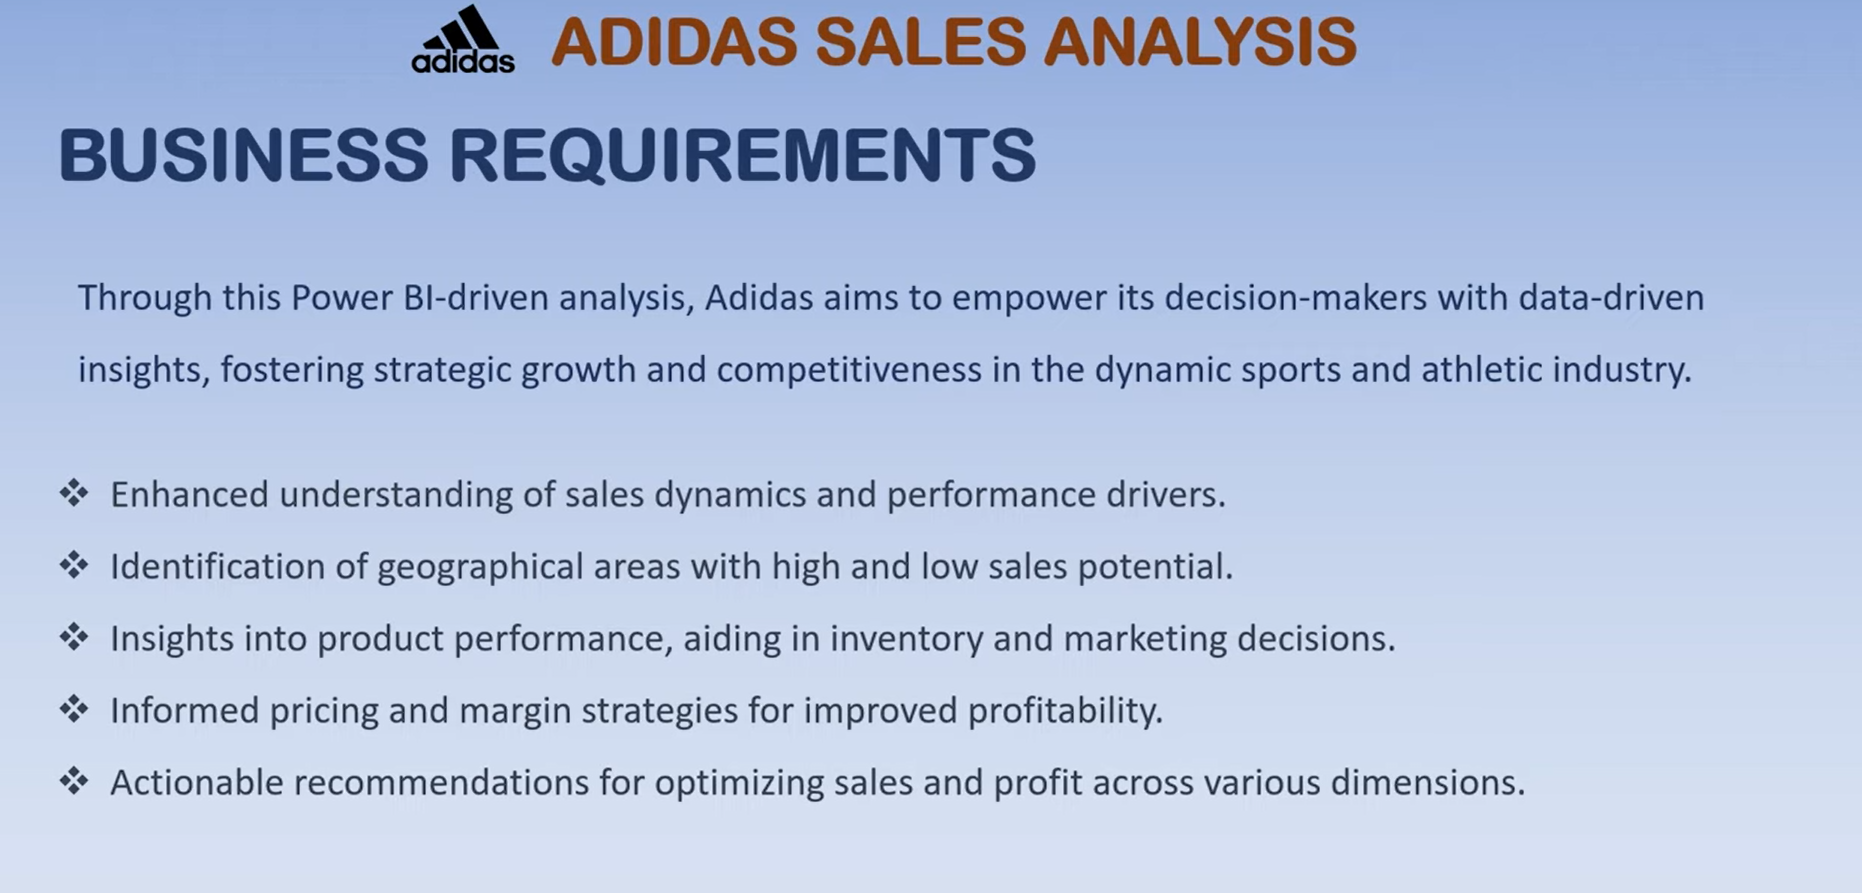 adidas ADIDAS SALES ANALYSIS
BUSINESS REQUIREMENTS
Through this Power BI-driven analysis, Adidas aims to empower its decision-makers with data-driven
insights, fostering strategic growth and competitiveness in the dynamic sports and athletic industry.
❖ Enhanced understanding of sales dynamics and performance drivers.
❖ Identification of geographical areas with high and low sales potential.
❖ Insights into product performance, aiding in inventory and marketing decisions.
❖ Informed pricing and margin strategies for improved profitability.
❖ Actionable recommendations for optimizing sales and profit across various dimensions.